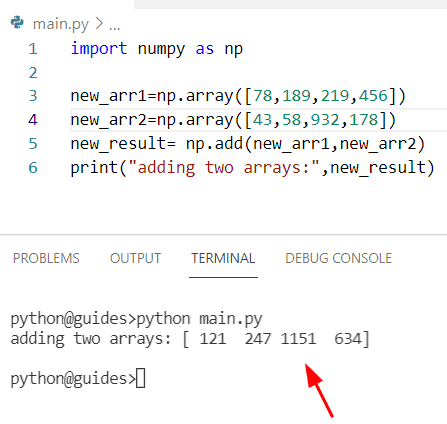 main.py > ...
1 import numpy as np
2
3 new_arr1=np.array([78,189,219,456])
4 new_arr2=np.array([43,58,932,178])
5 new_result= np.add(new_arr1,new_arr2)
6 print("adding two arrays:",new_result)
PROBLEMS OUTPUT TERMINAL DEBUG CONSOLE
python@guides>python main.py
adding two arrays: [ 121  247 1151  634]
python@guides>